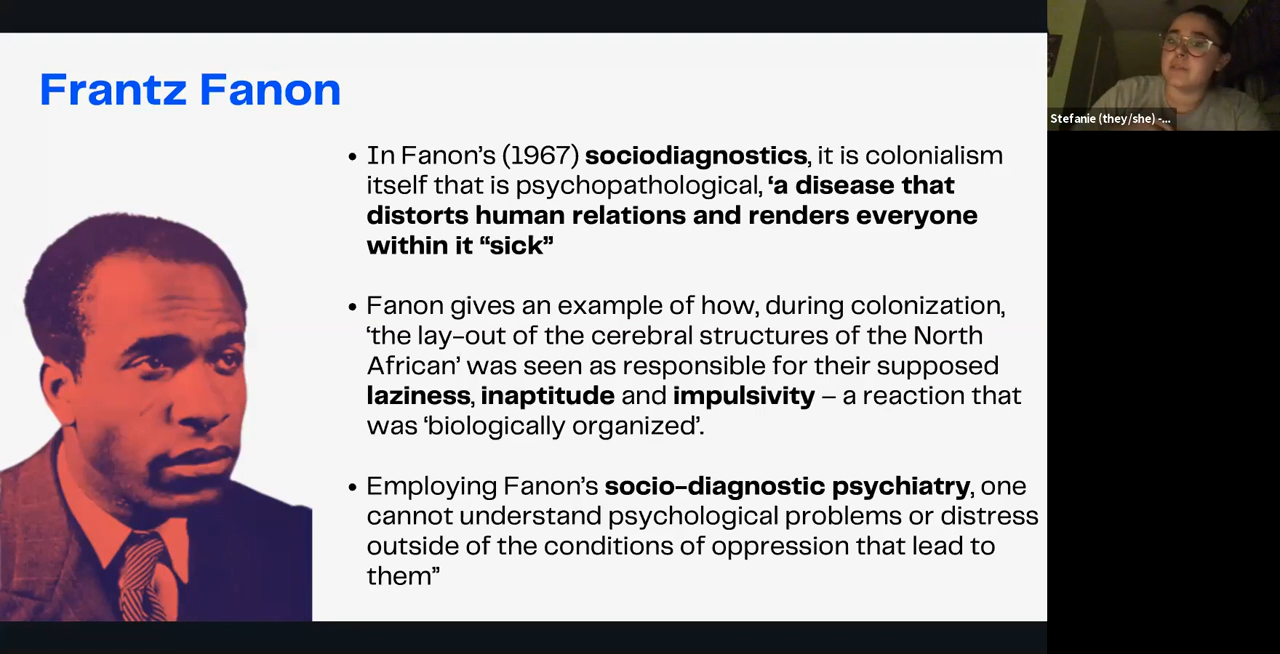 Frantz Fanon
• In Fanon’s (1967) sociodiagnostics, it is colonialism
itself that is psychopathological, ‘a disease that
distorts human relations and renders everyone
within it “sick”
• Fanon gives an example of how, during colonization,
‘the lay-out of the cerebral structures of the North
African’ was seen as responsible for their supposed
laziness, inaptitude and impulsivity – a reaction that
was ‘biologically organized’.
• Employing Fanon’s socio-diagnostic psychiatry, one
cannot understand psychological problems or distress
outside of the conditions of oppression that lead to
them”
Stefanie (they/she) -...